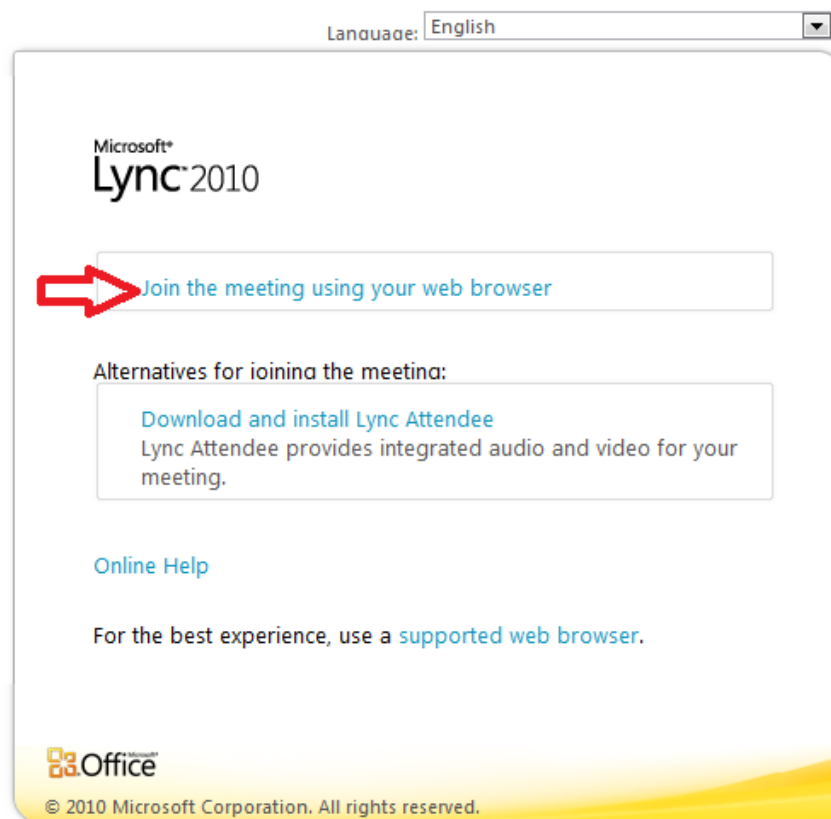 Language: English
Microsoft®
Lync™ 2010
Join the meeting using your web browser
Alternatives for joining the meeting:
Download and install Lync Attendee
Lync Attendee provides integrated audio and video for your
meeting.
Online Help
For the best experience, use a supported web browser.
Microsoft®
Office
© 2010 Microsoft Corporation. All rights reserved.